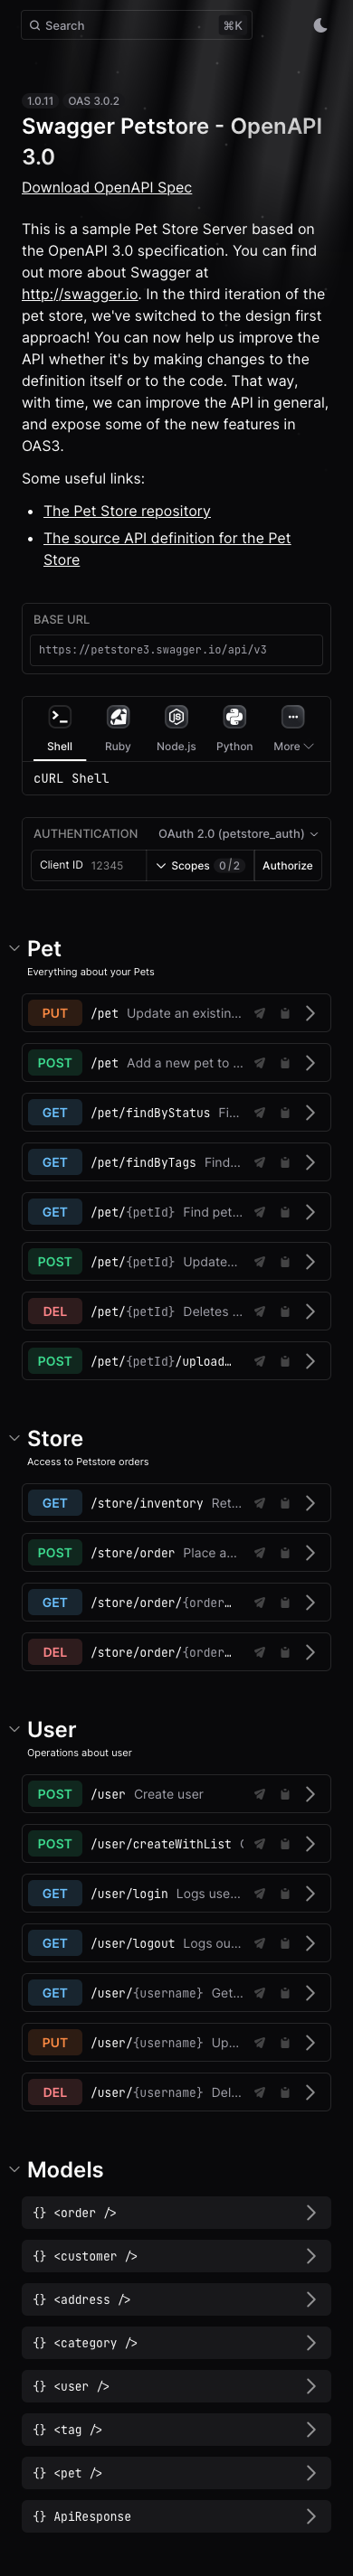 Search ⌘K
1.0.11 OAS 3.0.2
Swagger Petstore - OpenAPI
3.0
Download OpenAPI Spec
This is a sample Pet Store Server based on
the OpenAPI 3.0 specification. You can find
out more about Swagger at
http://swagger.io. In the third iteration of the
pet store, we've switched to the design first
approach! You can now help us improve the
API whether it's by making changes to the
definition itself or to the code. That way,
with time, we can improve the API in general,
and expose some of the new features in
OAS3.
Some useful links:
• The Pet Store repository
• The source API definition for the Pet
Store
BASE URL
https://petstore3.swagger.io/api/v3
Shell Ruby Node.js Python More
cURL Shell
AUTHENTICATION OAuth 2.0 (petstore_auth)
Client ID 12345 Scopes 0/2 Authorize
Pet
Everything about your Pets
PUT /pet Update an existin...
POST /pet Add a new pet to ...
GET /pet/findByStatus Fi...
GET /pet/findByTags Find...
GET /pet/{petId} Find pet...
POST /pet/{petId} Update...
DEL /pet/{petId} Deletes ...
POST /pet/{petId}/upload…
Store
Access to Petstore orders
GET /store/inventory Ret...
POST /store/order Place a...
GET /store/order/{order…
DEL /store/order/{order…
User
Operations about user
POST /user Create user
POST /user/createWithList
GET /user/login Logs use...
GET /user/logout Logs ou...
GET /user/{username} Get...
PUT /user/{username} Up...
DEL /user/{username} Del...
Models
{} <order />
{} <customer />
{} <address />
{} <category />
{} <user />
{} <tag />
{} <pet />
{} ApiResponse